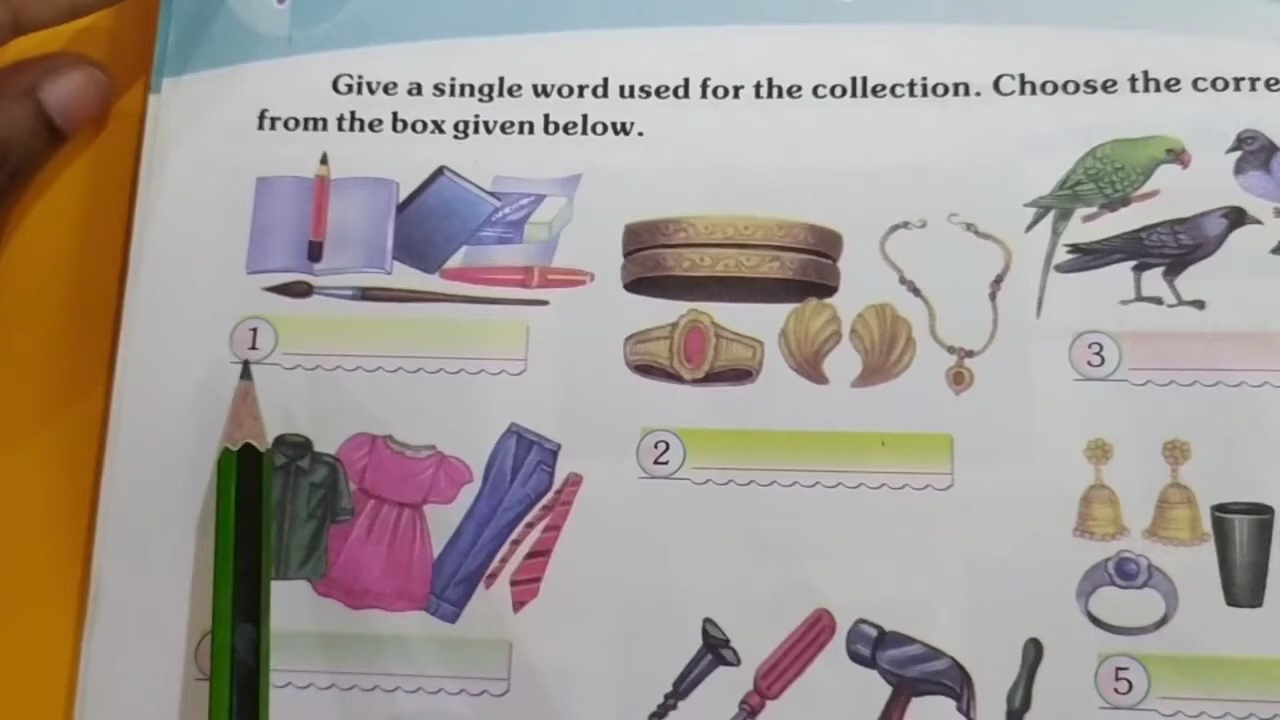 Give a single word used for the collection. Choose the corre
from the box given below.
1
3
2
5